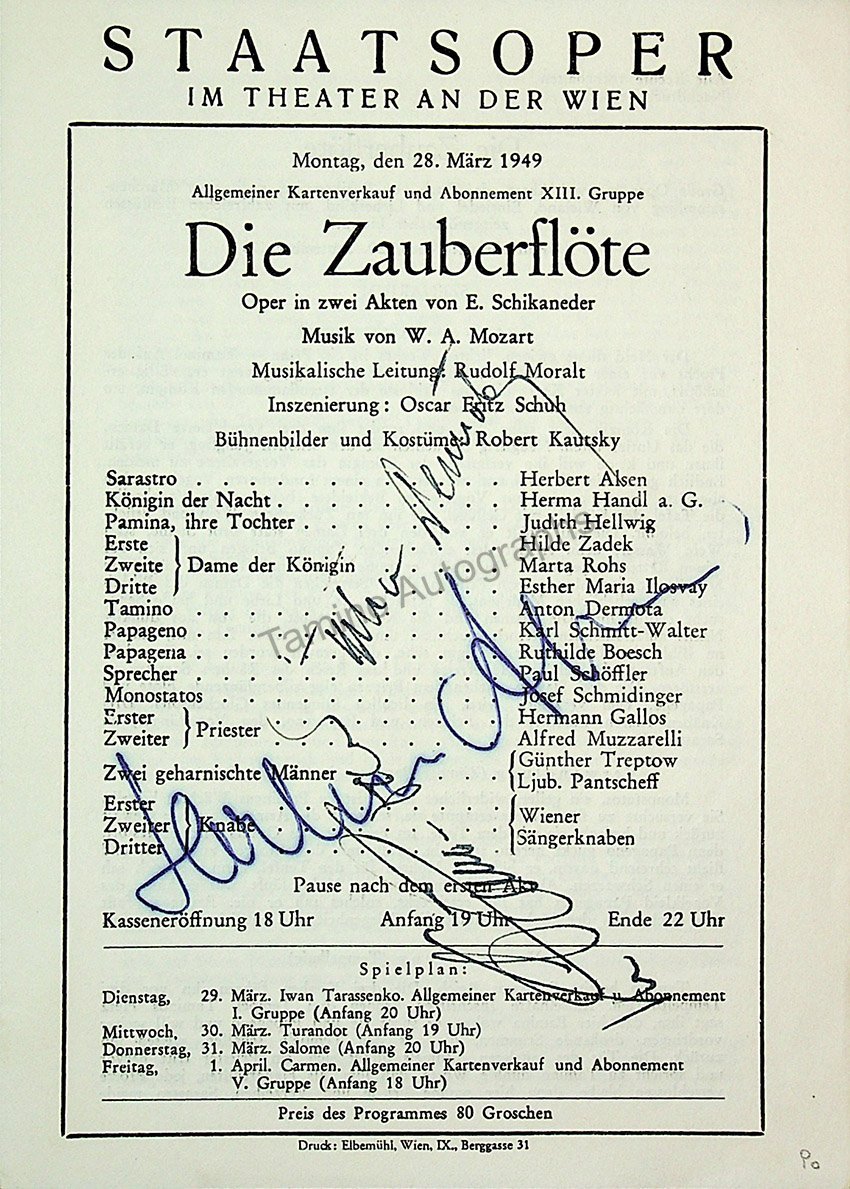 STAATSOPER
IM THEATER AN DER WIEN
Montag, den 28. März 1949
Allgemeiner Kartenverkauf und Abonnement XIII. Gruppe
Die Zauberflöte
Oper in zwei Akten von E. Schikaneder
Musik von W. A. Mozart
Musikalische Leitung: Rudolf Moralt
Inszenierung: Oscar Fritz Schuh
Bühnenbilder und Kostüme: Robert Kautsky
Sarastro . . . . . . . . . . . . . . Herbert Alsen
Königin der Nacht . . . . . . . . . . Herma Handl a. G.
Pamina, ihre Tochter . . . . . . . . . Judith Hellwig
Erste Hilde Zadek
Zweite } Dame der Königin . . . . . . Marta Rohs
Dritte Esther Maria Ilosvay
Tamino . . . . . . . . . . . . . . Anton Dermota
Papageno . . . . . . . . . . . . . Karl Schmitt-Walter
Papagena . . . . . . . . . . . . . Ruthilde Boesch
Sprecher . . . . . . . . . . . . . Paul Schöffler
Monostatos . . . . . . . . . . . . Josef Schmidinger
Erster } Priester . . . . . . . . . . Hermann Gallos
Zweiter Alfred Muzzarelli
Zwei geharnischte Männer . . . . . . { Günther Treptow
Ljub. Pantscheff
Erster
Zweiter } Knabe . . . . . . . . . . { Wiener
Dritter Sängerknaben
Pause nach dem ersten Akt
Kasseneröffnung 18 Uhr Anfang 19 Uhr Ende 22 Uhr
Spielplan:
Dienstag, 29. März. Iwan Tarassenko. Allgemeiner Kartenverkauf u. Abonnement
I. Gruppe (Anfang 20 Uhr)
Mittwoch, 30. März. Turandot (Anfang 19 Uhr)
Donnerstag, 31. März. Salome (Anfang 20 Uhr)
Freitag, 1. April. Carmen. Allgemeiner Kartenverkauf und Abonnement
V. Gruppe (Anfang 18 Uhr)
Preis des Programmes 80 Groschen
Druck: Elbemühl, Wien, IX., Berggasse 31
Tamino Autographs